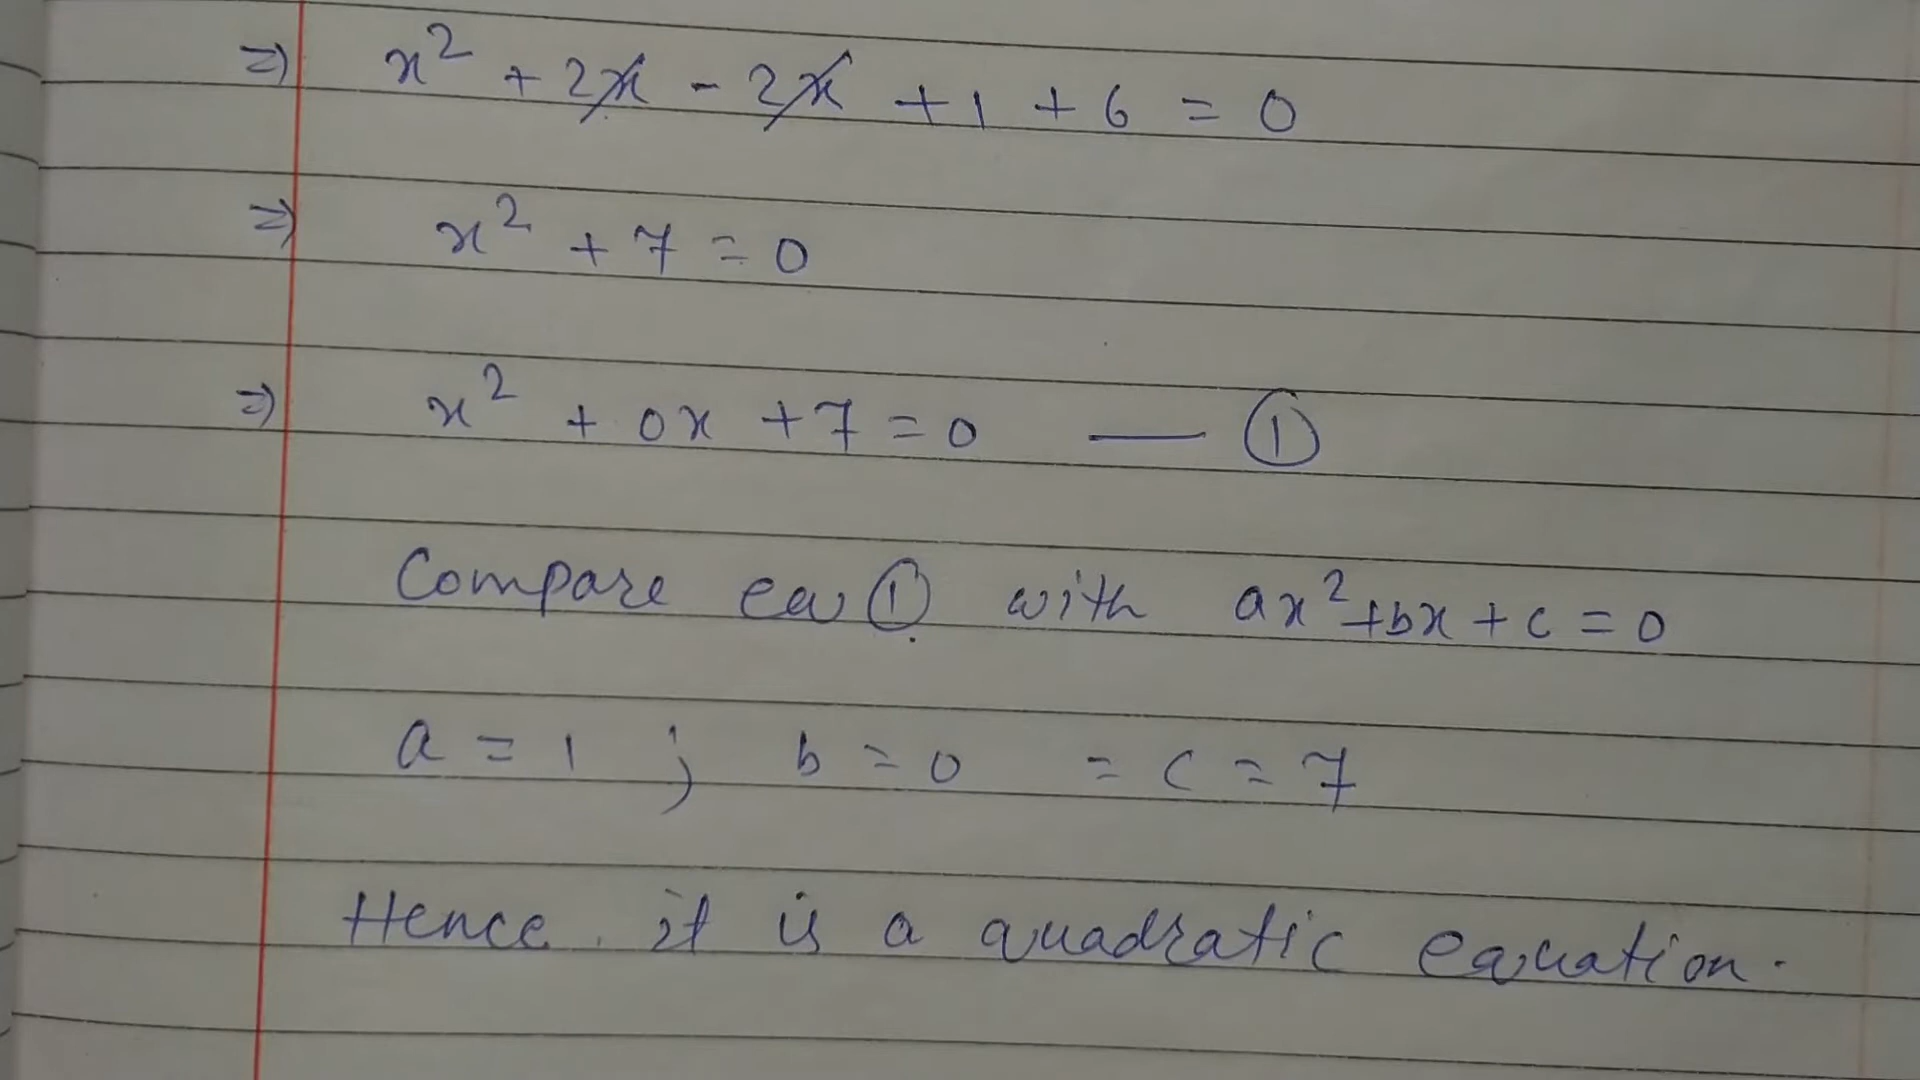 ⇒ x² + 2x - 2x + 1 + 6 = 0
⇒ x² + 7 = 0
⇒ x² + 0x + 7 = 0 — ①
Compare eq ① with ax² + bx + c = 0
a = 1 ; b = 0 = c = 7
Hence it is a quadratic equation.